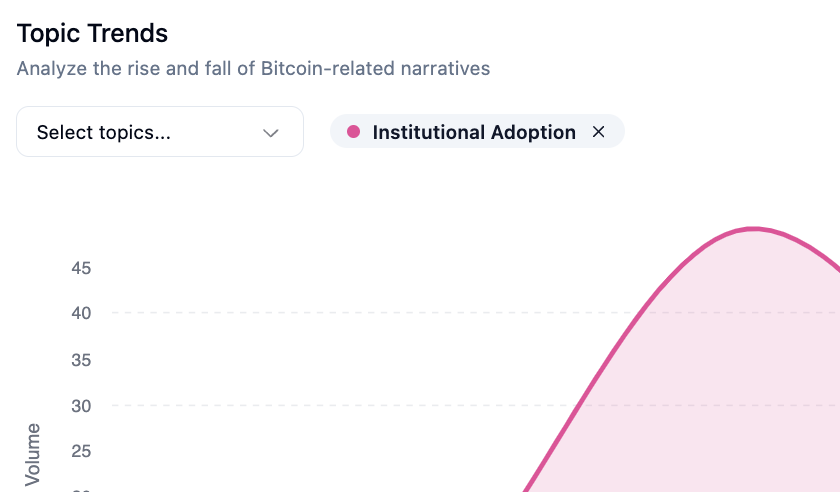 Topic Trends
Analyze the rise and fall of Bitcoin-related narratives
Select topics...
Institutional Adoption
45
40
35
30
25
Volume